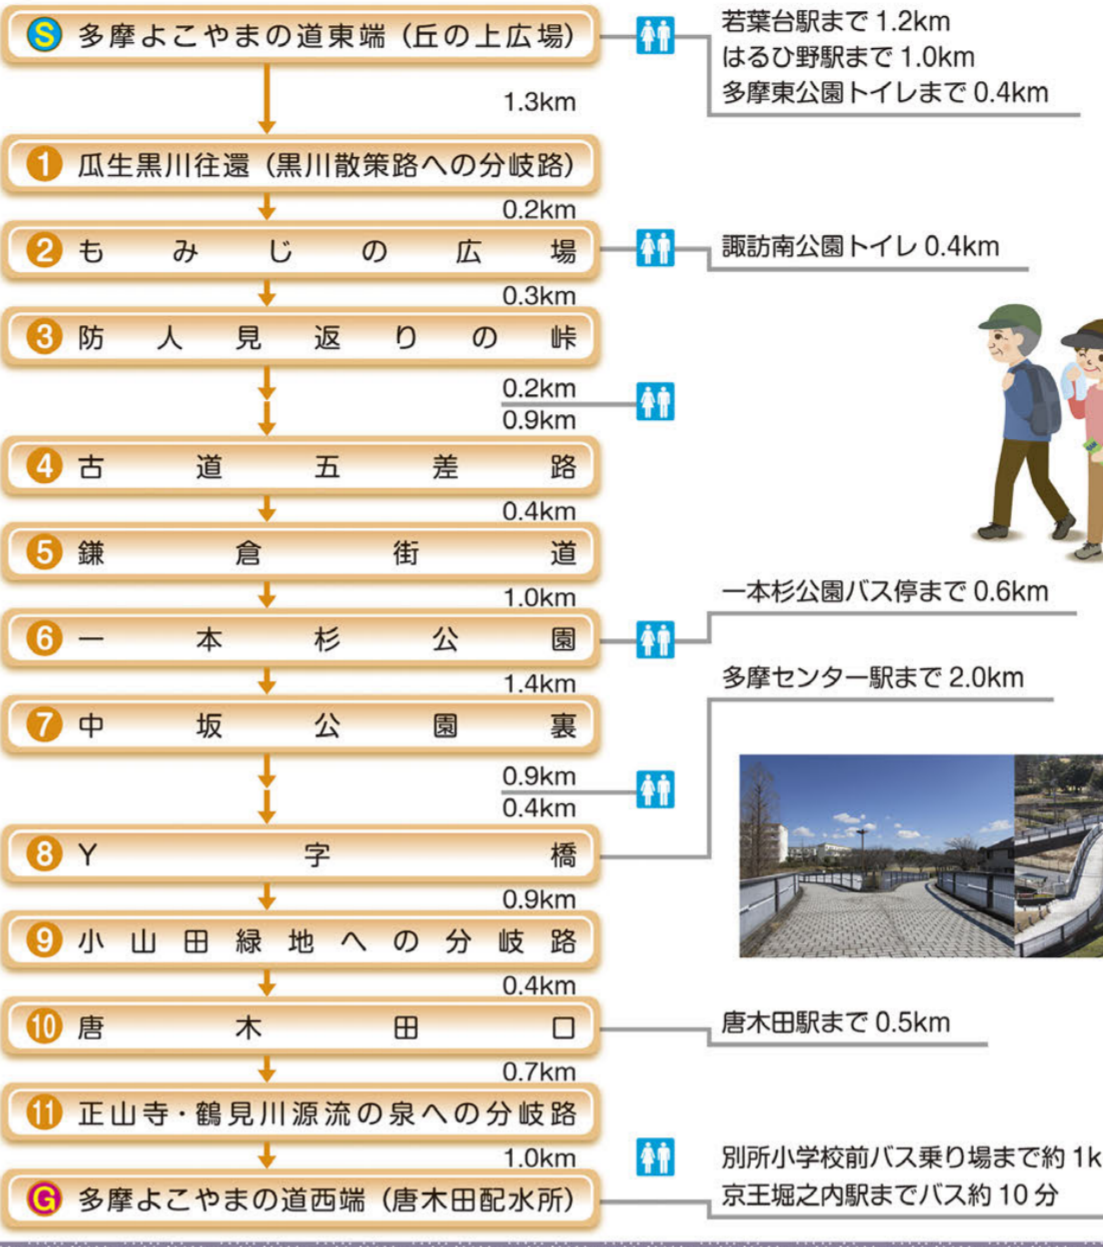 S 多摩よこやまの道東端（丘の上広場）
若葉台駅まで 1.2km
はるひ野駅まで 1.0km
多摩東公園トイレまで 0.4km
1.3km
1 瓜生黒川往還（黒川散策路への分岐路）
0.2km
2 もみじの広場
諏訪南公園トイレ 0.4km
0.3km
3 防人見返りの峠
0.2km
0.9km
4 古道五差路
0.4km
5 鎌倉街道
1.0km
一本杉公園バス停まで 0.6km
6 一本杉公園
1.4km
多摩センター駅まで 2.0km
7 中坂公園裏
0.9km
0.4km
8 Y字橋
0.9km
9 小山田緑地への分岐路
0.4km
10 唐木田口
唐木田駅まで 0.5km
0.7km
11 正山寺・鶴見川源流の泉への分岐路
1.0km
別所小学校前バス乗り場まで約 1k
京王堀之内駅までバス約 10 分
G 多摩よこやまの道西端（唐木田配水所）